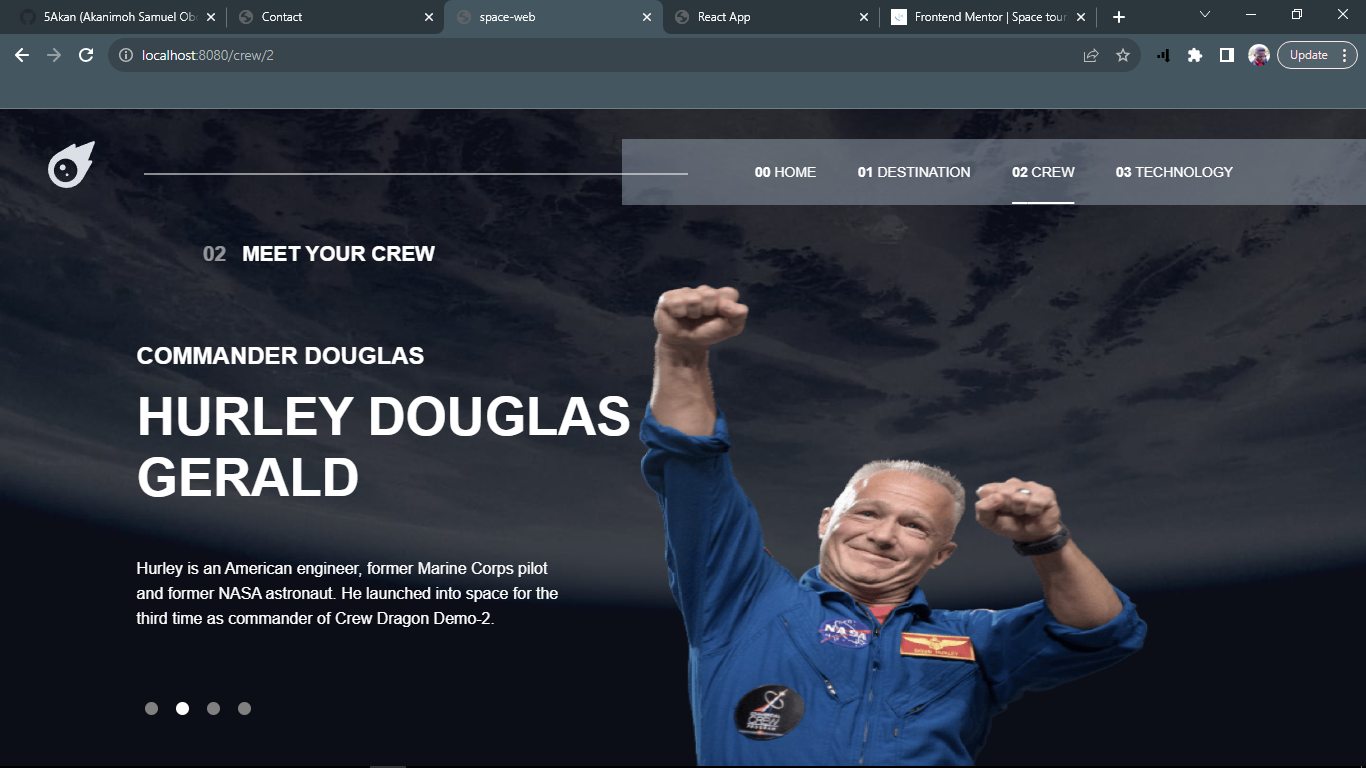 5Akan (Akanimoh Samuel Obo
Contact
space-web
React App
Frontend Mentor | Space tour
localhost:8080/crew/2
Update
00 HOME
01 DESTINATION
02 CREW
03 TECHNOLOGY
02 MEET YOUR CREW
COMMANDER DOUGLAS
HURLEY DOUGLAS
GERALD
Hurley is an American engineer, former Marine Corps pilot
and former NASA astronaut. He launched into space for the
third time as commander of Crew Dragon Demo-2.
NASA
CREW